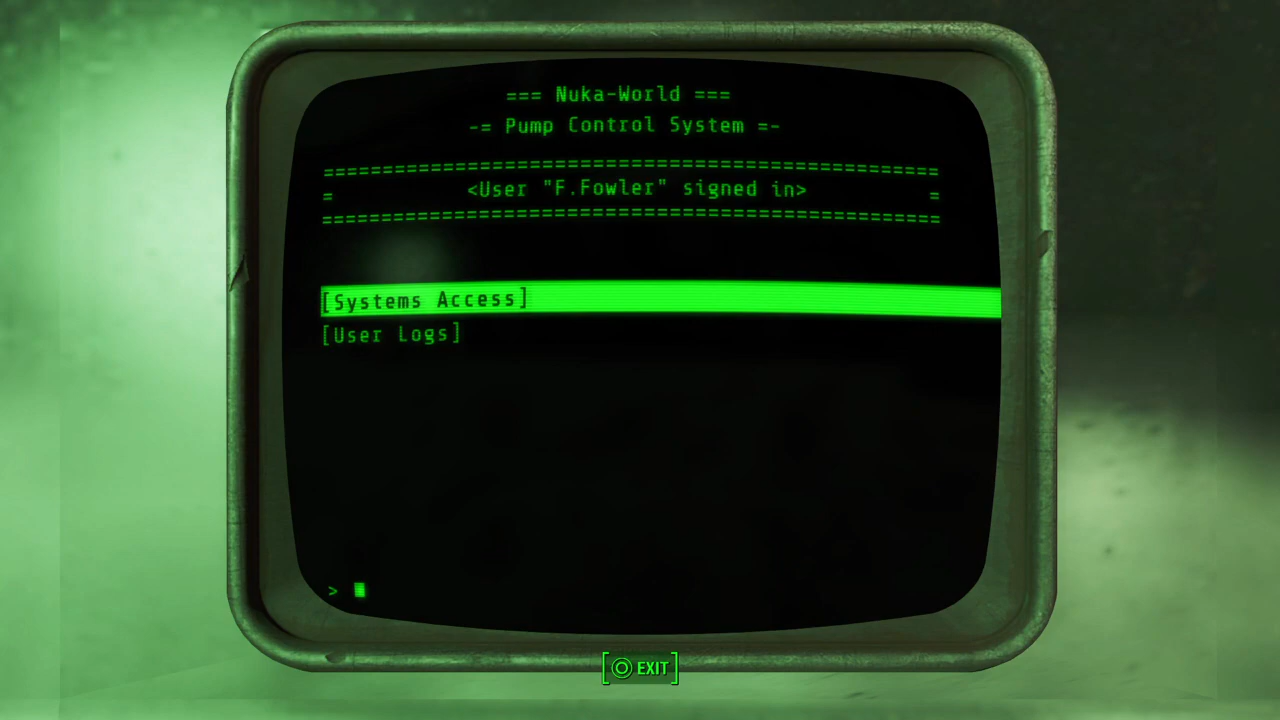 === Nuka-World ===
-= Pump Control System =-
====================================================
= <User "F.Fowler" signed in> =
====================================================
[Systems Access]
[User Logs]
>
[EXIT]